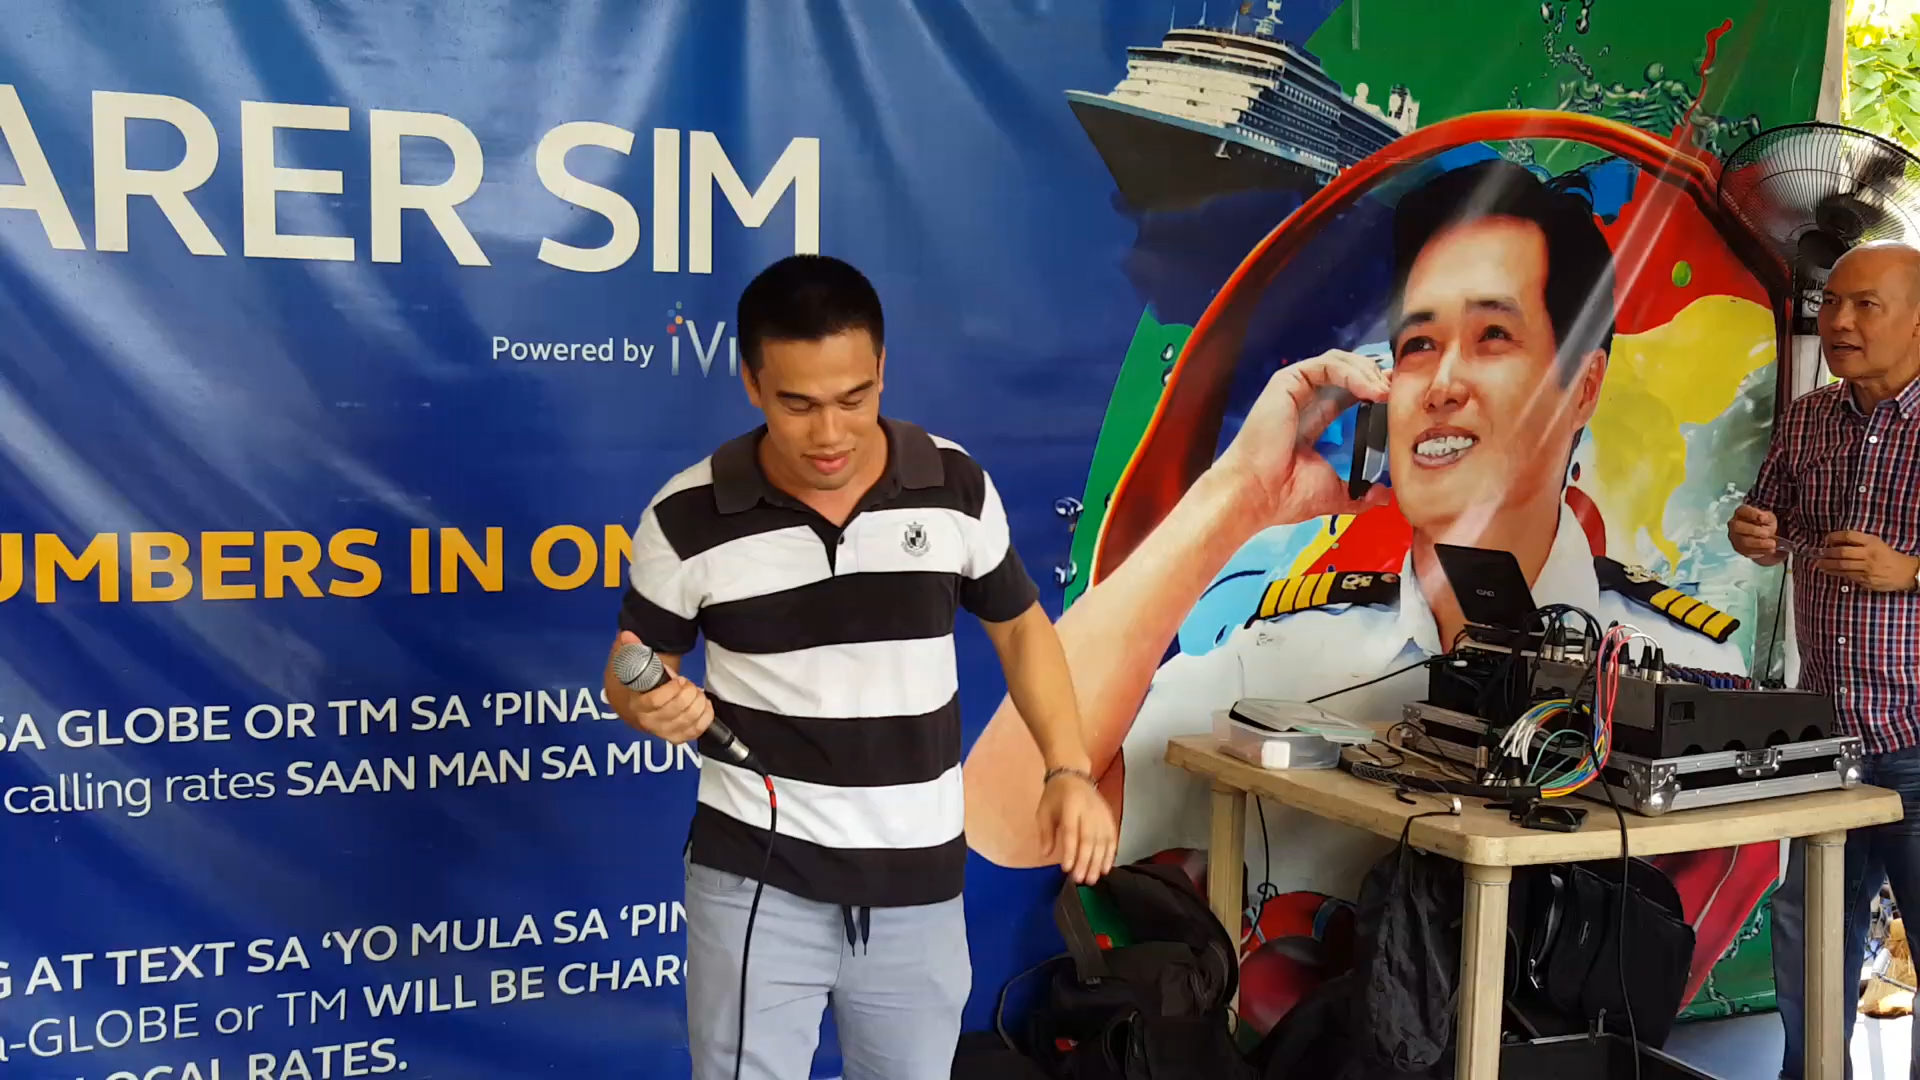 ARER SIM
Powered by iVi
UMBERS IN ON
SA GLOBE OR TM SA ‘PINAS
calling rates SAAN MAN SA MUN
G AT TEXT SA ‘YO MULA SA ‘PIN
a-GLOBE or TM WILL BE CHARG
LOCAL RATES.